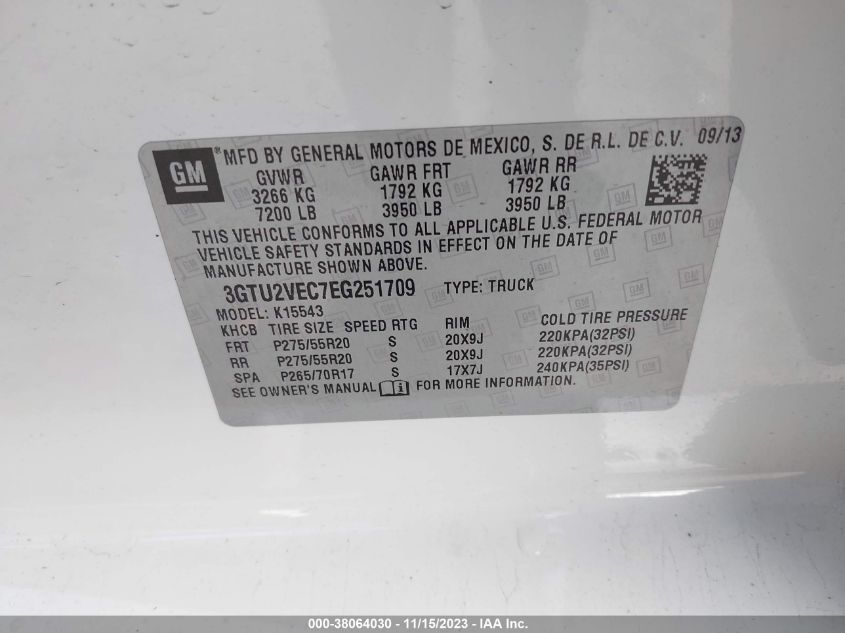 GM ® MFD BY GENERAL MOTORS DE MEXICO, S. DE R.L. DE C.V. 09/13
GVWR GAWR FRT GAWR RR
3266 KG 1792 KG 1792 KG
7200 LB 3950 LB 3950 LB
THIS VEHICLE CONFORMS TO ALL APPLICABLE U.S. FEDERAL MOTOR
VEHICLE SAFETY STANDARDS IN EFFECT ON THE DATE OF
MANUFACTURE SHOWN ABOVE.
3GTU2VEC7EG251709 TYPE: TRUCK
MODEL: K15543
KHCB TIRE SIZE SPEED RTG RIM COLD TIRE PRESSURE
FRT P275/55R20 S 20X9J 220KPA(32PSI)
RR P275/55R20 S 20X9J 220KPA(32PSI)
SPA P265/70R17 S 17X7J 240KPA(35PSI)
SEE OWNER'S MANUAL i FOR MORE INFORMATION.
000-38064030 - 11/15/2023 - IAA Inc.